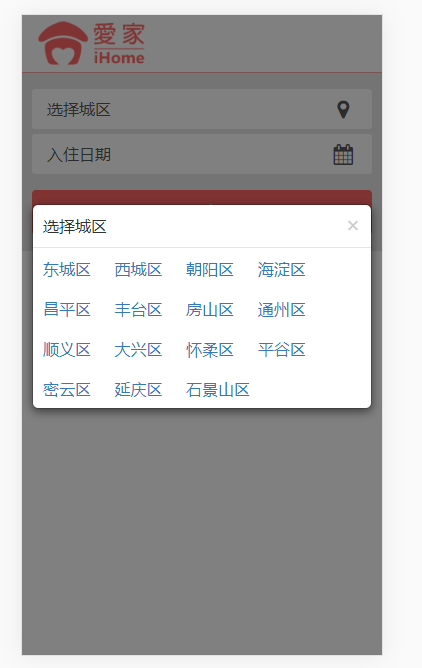 愛家
iHome
选择城区
入住日期
选择城区 ×
东城区 西城区 朝阳区 海淀区
昌平区 丰台区 房山区 通州区
顺义区 大兴区 怀柔区 平谷区
密云区 延庆区 石景山区